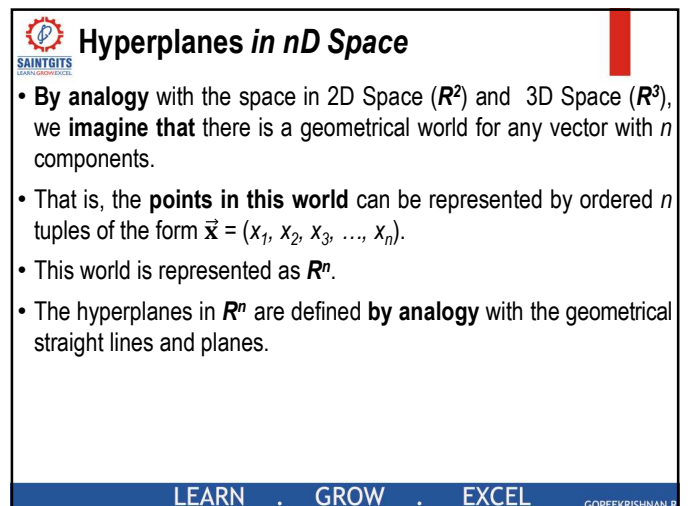 Hyperplanes in nD Space
SAINTGITS
LEARN.GROW.EXCEL
• By analogy with the space in 2D Space (R²) and 3D Space (R³),
we imagine that there is a geometrical world for any vector with n
components.
• That is, the points in this world can be represented by ordered n
tuples of the form x⃗ = (x₁, x₂, x₃, …, xₙ).
• This world is represented as Rⁿ.
• The hyperplanes in Rⁿ are defined by analogy with the geometrical
straight lines and planes.
LEARN . GROW . EXCEL
GOPEEKRISHNAN R